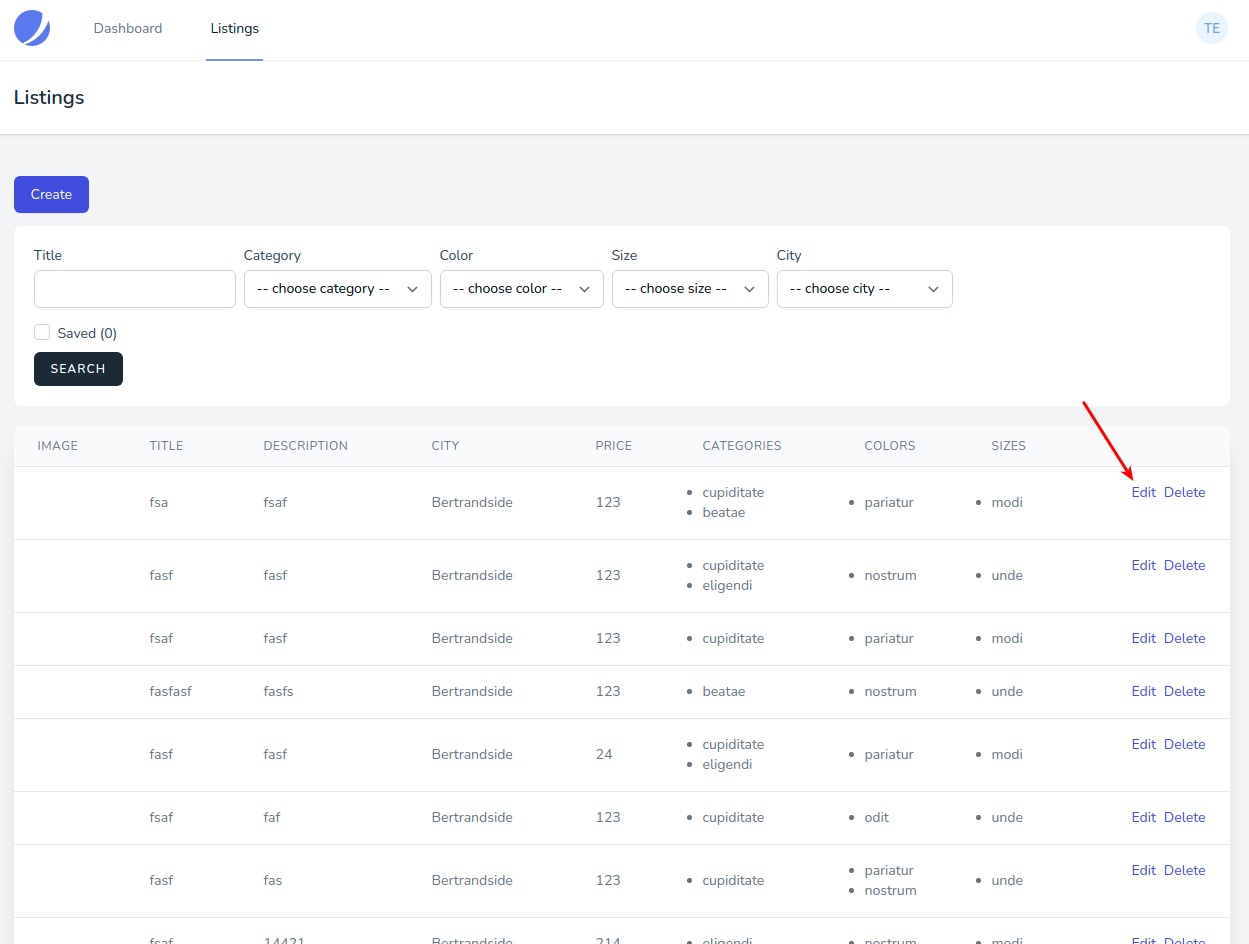 Dashboard Listings TE
Listings
Create
Title Category Color Size City
-- choose category -- -- choose color -- -- choose size -- -- choose city --
Saved (0)
SEARCH
IMAGE TITLE DESCRIPTION CITY PRICE CATEGORIES COLORS SIZES
fsa fsaf Bertrandside 123 • cupiditate • pariatur • modi Edit Delete
• beatae
fasf fasf Bertrandside 123 • cupiditate • nostrum • unde Edit Delete
• eligendi
fsaf fasf Bertrandside 123 • cupiditate • pariatur • modi Edit Delete
fasfasf fasfs Bertrandside 123 • beatae • nostrum • unde Edit Delete
fasf fasf Bertrandside 24 • cupiditate • pariatur • modi Edit Delete
• eligendi
fsaf faf Bertrandside 123 • cupiditate • odit • unde Edit Delete
fasf fas Bertrandside 123 • cupiditate • pariatur • unde Edit Delete
• nostrum
fsaf 14421 Bertrandside 214 • eligendi • nostrum • modi Edit Delete